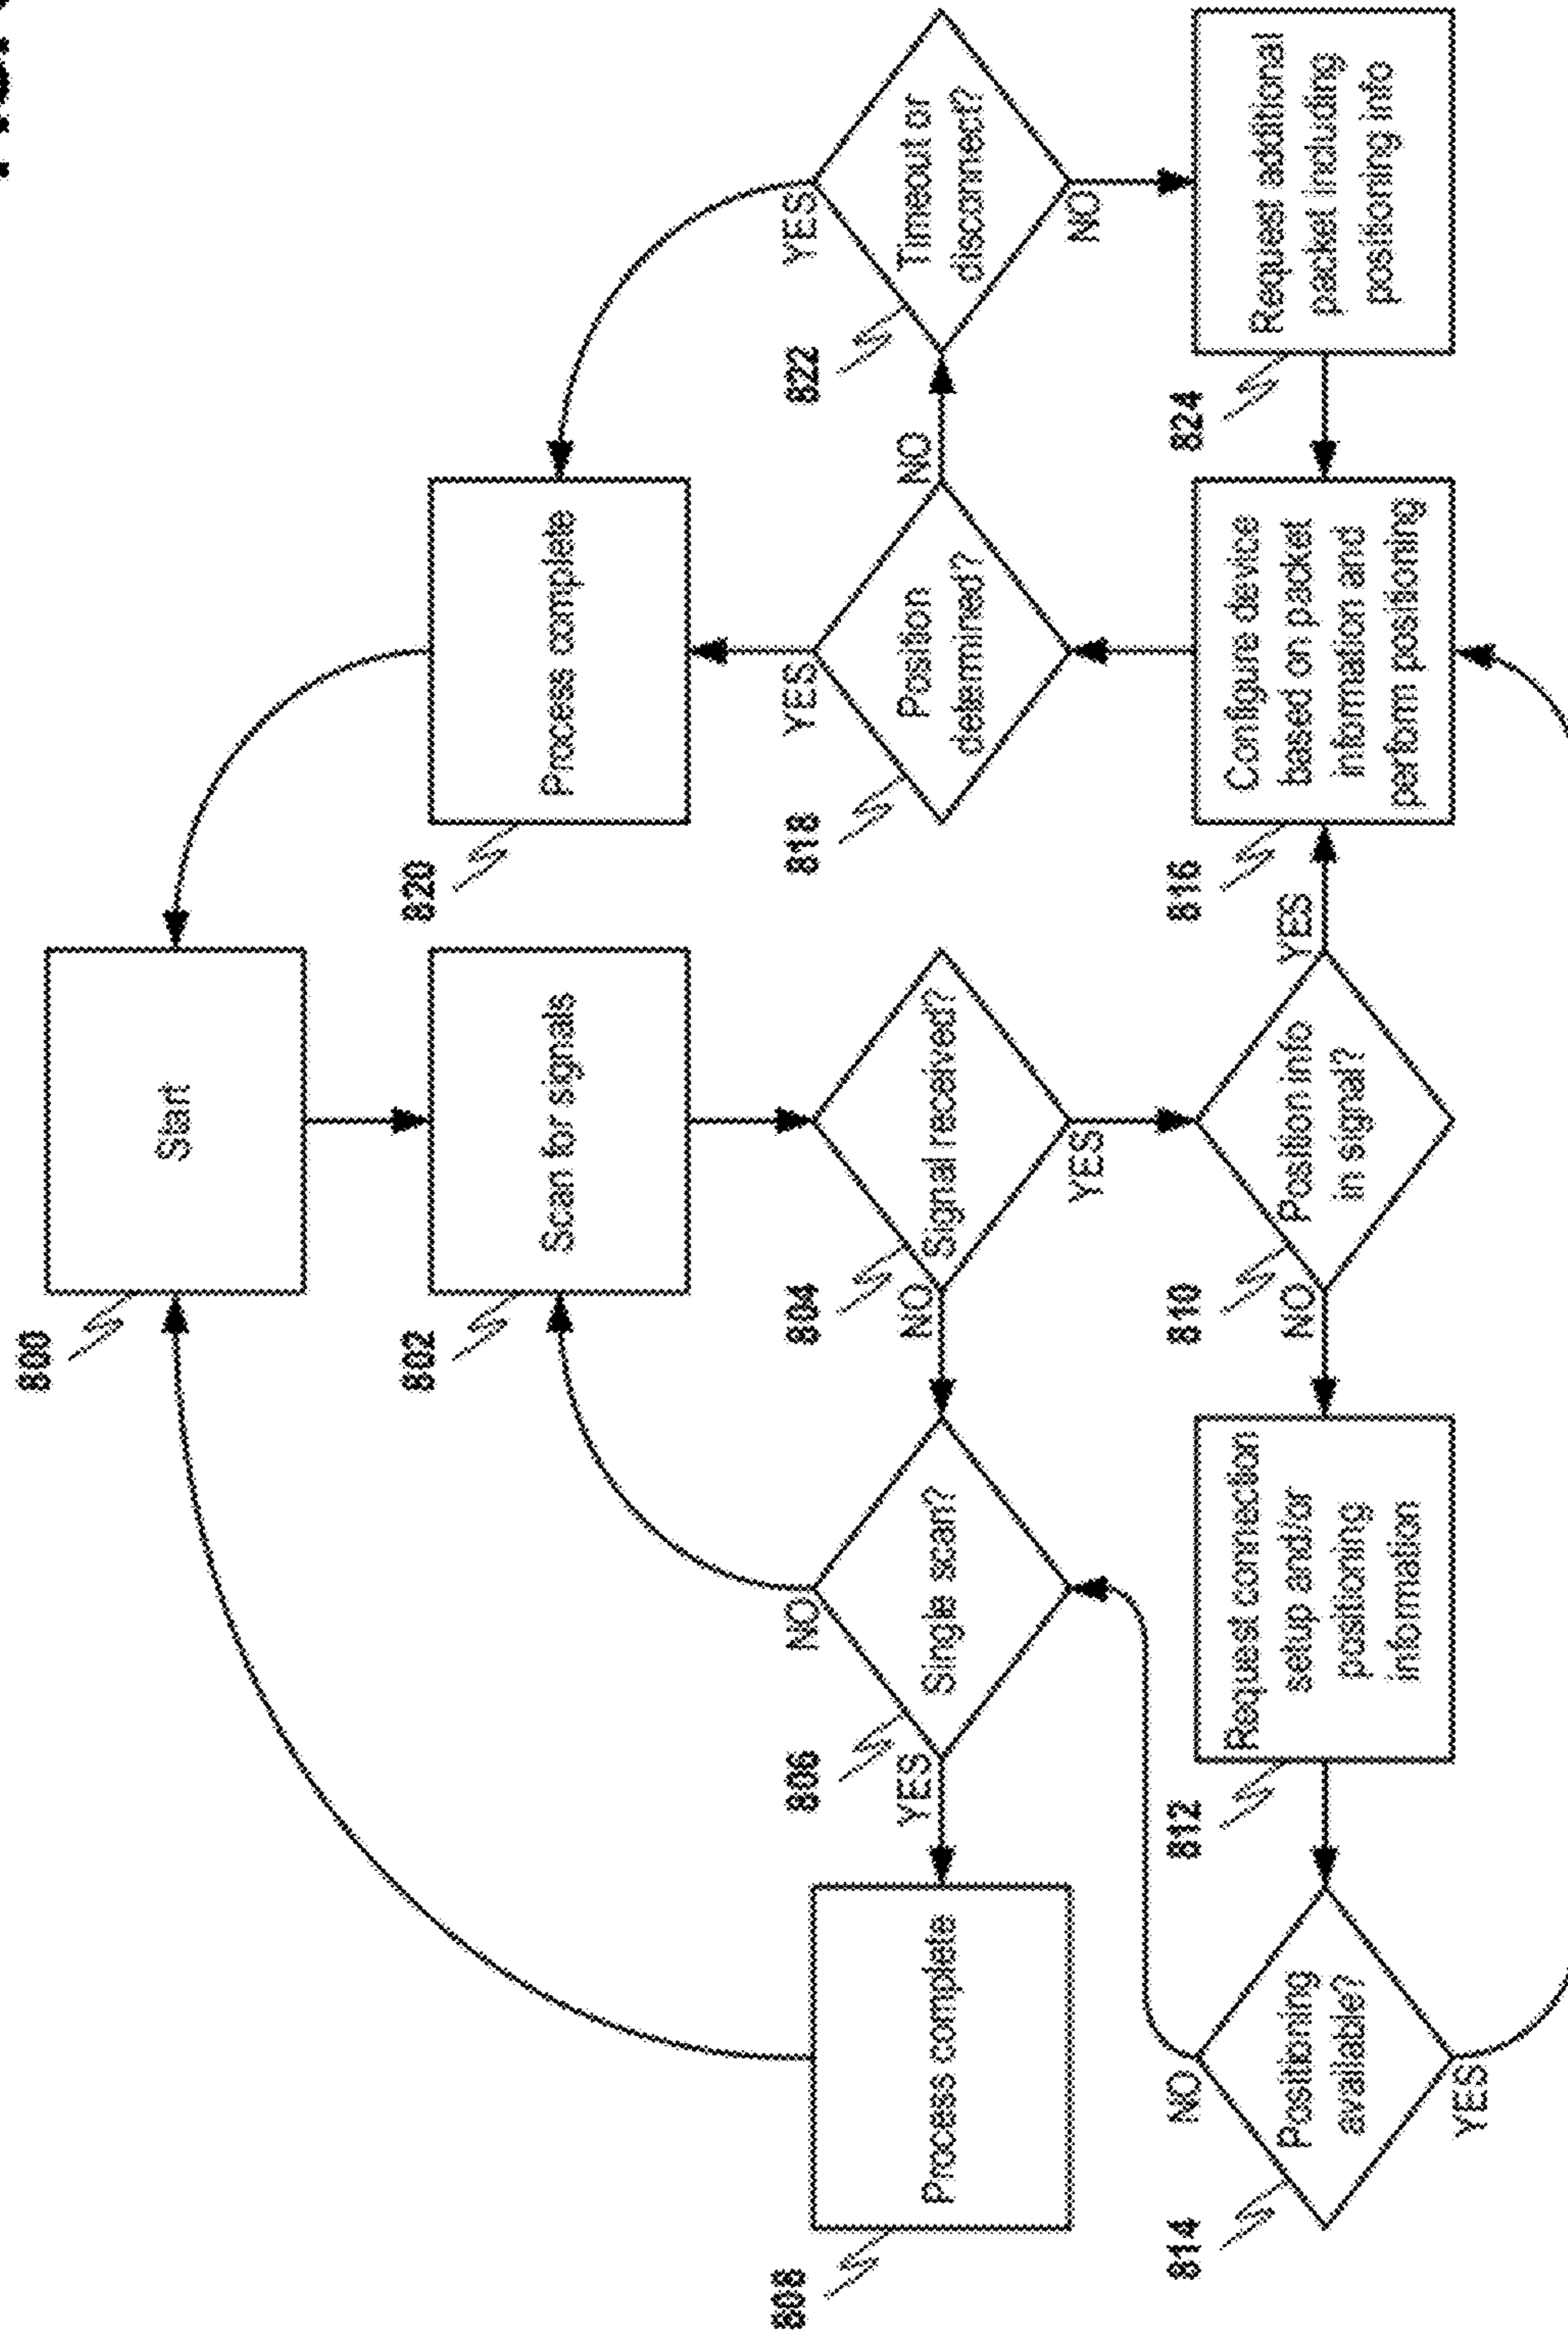 800
Start
802
Scan for signals
804
Signal received?
NO
YES
806
Single scan?
NO
YES
808
Process complete
810
Position info
in signal?
NO
YES
812
Request connection
setup and/or
positioning
information
814
Positioning
available?
NO
YES
816
Configure device
based on packet
information and
perform positioning
818
Position
determined?
YES
NO
820
Process complete
822
Timeout or
disconnect?
YES
NO
824
Request additional
packet including
positioning info